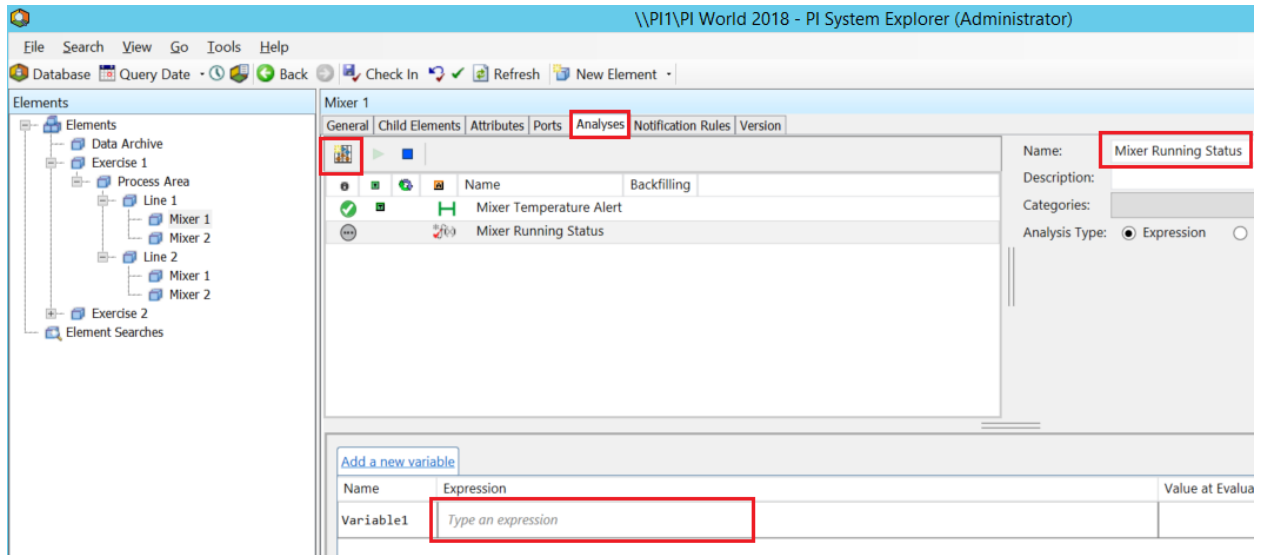 \\PI1\PI World 2018 - PI System Explorer (Administrator)
File Search View Go Tools Help
Database Query Date Back Check In Refresh New Element
Elements
Elements
Data Archive
Exercise 1
Process Area
Line 1
Mixer 1
Mixer 2
Line 2
Mixer 1
Mixer 2
Exercise 2
Element Searches
Mixer 1
General Child Elements Attributes Ports Analyses Notification Rules Version
Name Backfilling
Mixer Temperature Alert
Mixer Running Status
Name: Mixer Running Status
Description:
Categories:
Analysis Type: Expression
Add a new variable
Name Expression Value at Evalua
Variable1 Type an expression